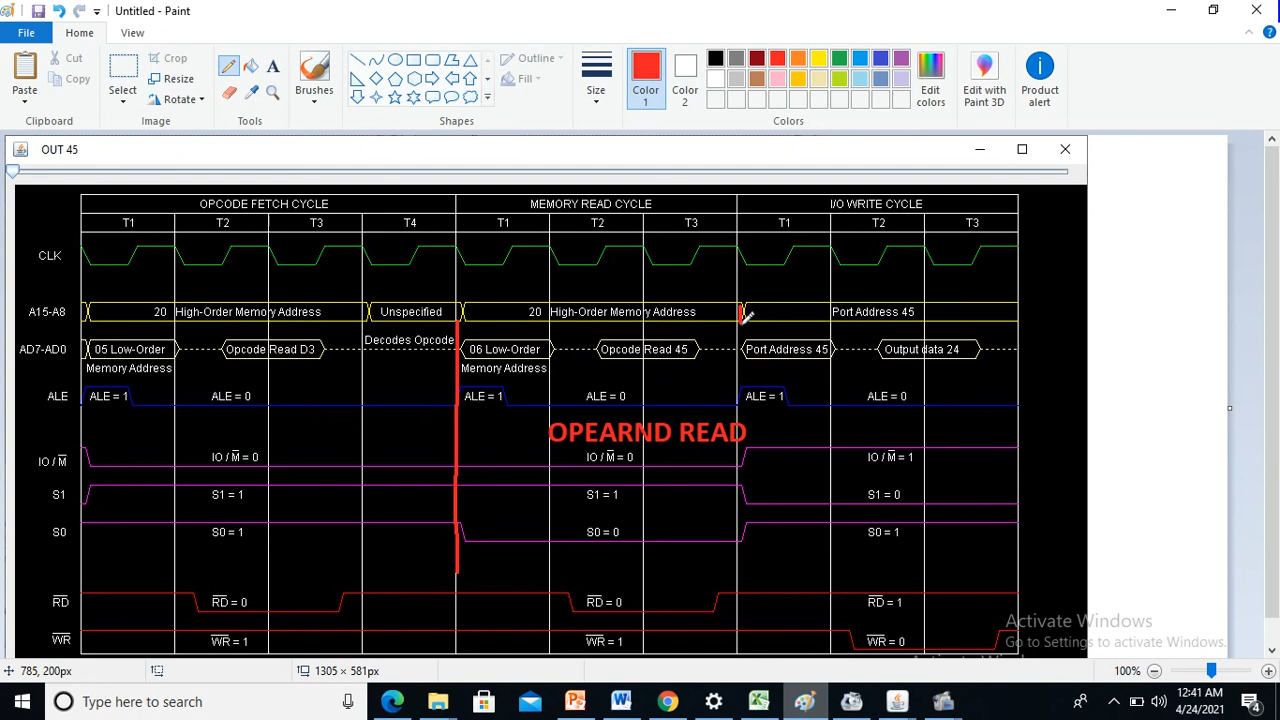 Untitled - Paint
File Home View
Paste Cut Copy Clipboard
Select Crop Resize Rotate Image
Tools
Brushes
Outline Fill Shapes
Size
Color 1 Color 2 Edit colors Colors
Edit with Paint 3D
Product alert
OUT 45
OPCODE FETCH CYCLE MEMORY READ CYCLE I/O WRITE CYCLE
T1 T2 T3 T4 T1 T2 T3 T1 T2 T3
CLK
A15-A8 20 High-Order Memory Address Unspecified 20 High-Order Memory Address Port Address 45
Decodes Opcode
AD7-AD0 05 Low-Order Opcode Read D3 06 Low-Order Opcode Read 45 Port Address 45 Output data 24
Memory Address Memory Address
ALE ALE = 1 ALE = 0 ALE = 1 ALE = 0 ALE = 1 ALE = 0
OPEARND READ
IO / M̅ IO / M̅ = 0 IO / M̅ = 0 IO / M̅ = 1
S1 S1 = 1 S1 = 1 S1 = 0
S0 S0 = 1 S0 = 0 S0 = 1
R̅D̅ R̅D̅ = 0 R̅D̅ = 0 R̅D̅ = 1
W̅R̅ W̅R̅ = 1 W̅R̅ = 1 W̅R̅ = 0
Activate Windows
Go to Settings to activate Windows.
785, 200px 1305 × 581px 100%
Type here to search
12:41 AM
4/24/2021
4